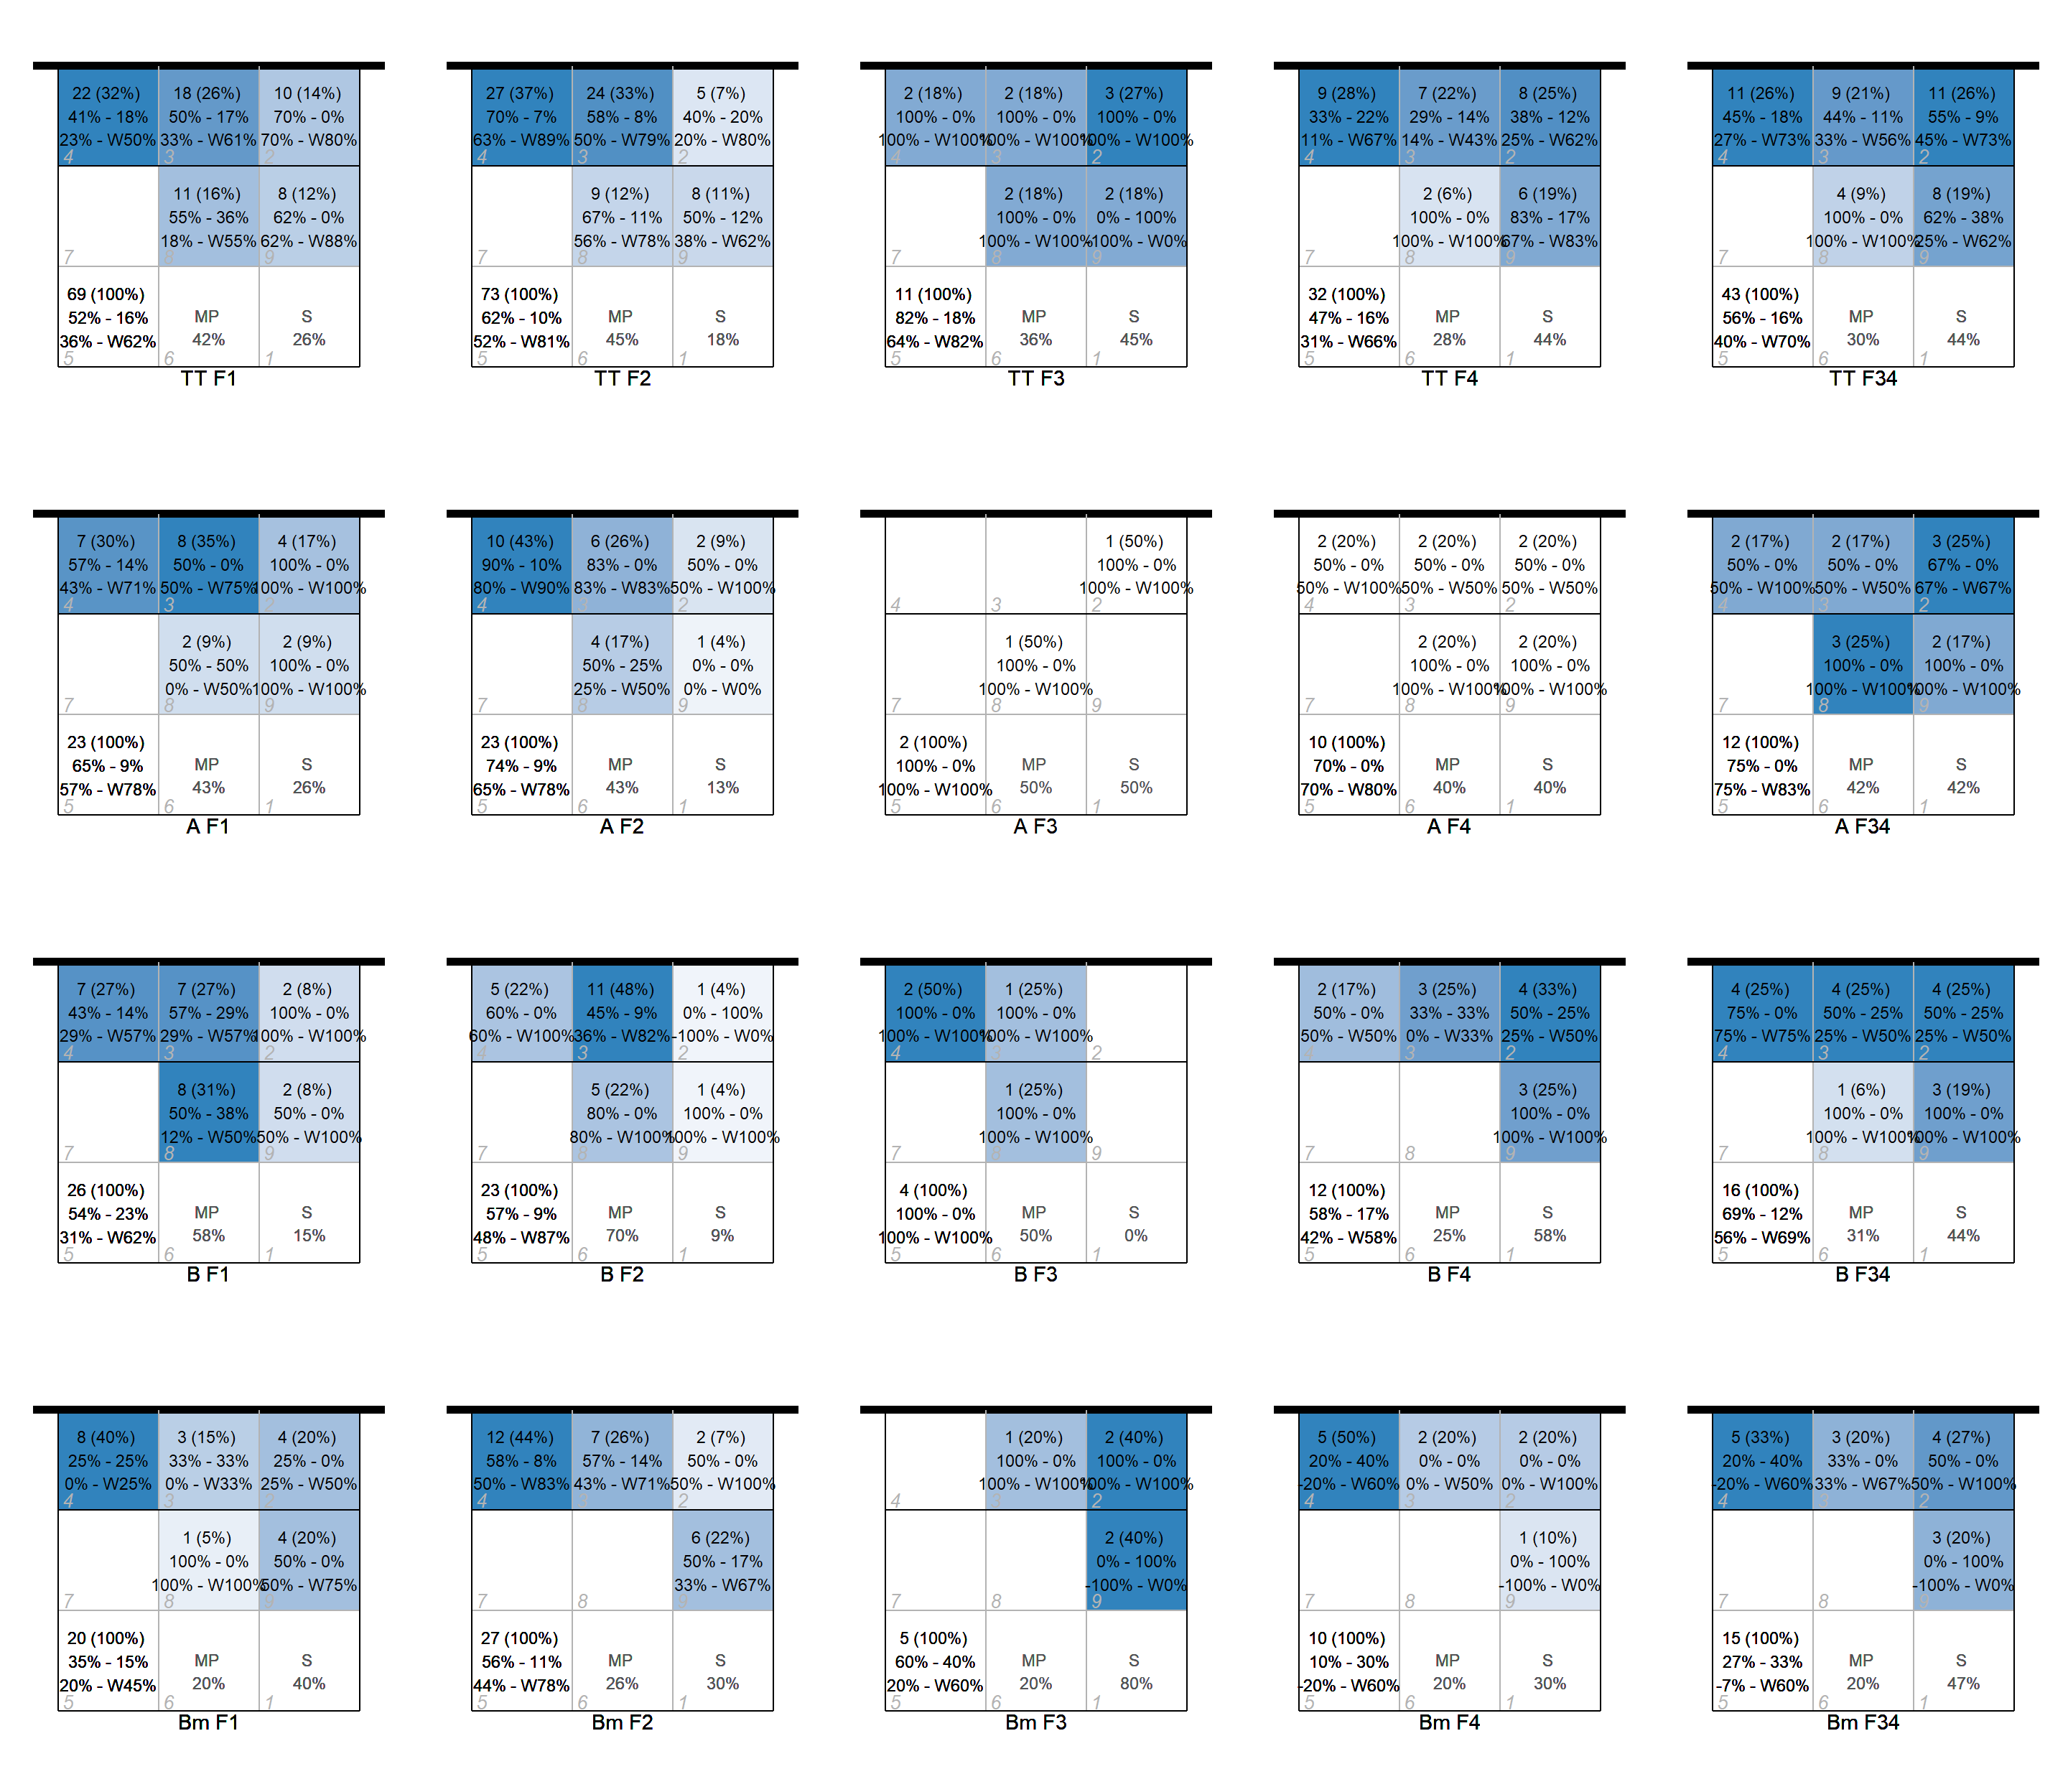 22 (32%)
41% - 18%
23% - W50%
4
18 (26%)
50% - 17%
33% - W61%
3
10 (14%)
70% - 0%
70% - W80%
2
7
11 (16%)
55% - 36%
18% - W55%
8
8 (12%)
62% - 0%
62% - W88%
9
69 (100%)
52% - 16%
36% - W62%
5
MP
42%
6
S
26%
1
TT F1
27 (37%)
70% - 7%
63% - W89%
4
24 (33%)
58% - 8%
50% - W79%
3
5 (7%)
40% - 20%
20% - W80%
2
7
9 (12%)
67% - 11%
56% - W78%
8
8 (11%)
50% - 12%
38% - W62%
9
73 (100%)
62% - 10%
52% - W81%
5
MP
45%
6
S
18%
1
TT F2
2 (18%)
100% - 0%
100% - W100%
4
2 (18%)
100% - 0%
100% - W100%
3
3 (27%)
100% - 0%
100% - W100%
2
7
2 (18%)
100% - 0%
100% - W100%
8
2 (18%)
0% - 100%
-100% - W0%
9
11 (100%)
82% - 18%
64% - W82%
5
MP
36%
6
S
45%
1
TT F3
9 (28%)
33% - 22%
11% - W67%
4
7 (22%)
29% - 14%
14% - W43%
3
8 (25%)
38% - 12%
25% - W62%
2
7
2 (6%)
100% - 0%
100% - W100%
8
6 (19%)
83% - 17%
67% - W83%
9
32 (100%)
47% - 16%
31% - W66%
5
MP
28%
6
S
44%
1
TT F4
11 (26%)
45% - 18%
27% - W73%
4
9 (21%)
44% - 11%
33% - W56%
3
11 (26%)
55% - 9%
45% - W73%
2
7
4 (9%)
100% - 0%
100% - W100%
8
8 (19%)
62% - 38%
25% - W62%
9
43 (100%)
56% - 16%
40% - W70%
5
MP
30%
6
S
44%
1
TT F34
7 (30%)
57% - 14%
43% - W71%
4
8 (35%)
50% - 0%
50% - W75%
3
4 (17%)
100% - 0%
100% - W100%
2
7
2 (9%)
50% - 50%
0% - W50%
8
2 (9%)
100% - 0%
100% - W100%
9
23 (100%)
65% - 9%
57% - W78%
5
MP
43%
6
S
26%
1
A F1
10 (43%)
90% - 10%
80% - W90%
4
6 (26%)
83% - 0%
83% - W83%
3
2 (9%)
50% - 0%
50% - W100%
2
7
4 (17%)
50% - 25%
25% - W50%
8
1 (4%)
0% - 0%
0% - W0%
9
23 (100%)
74% - 9%
65% - W78%
5
MP
43%
6
S
13%
1
A F2
4
3
1 (50%)
100% - 0%
100% - W100%
2
7
1 (50%)
100% - 0%
100% - W100%
8
9
2 (100%)
100% - 0%
100% - W100%
5
MP
50%
6
S
50%
1
A F3
2 (20%)
50% - 0%
50% - W100%
4
2 (20%)
50% - 0%
50% - W50%
3
2 (20%)
50% - 0%
50% - W50%
2
7
2 (20%)
100% - 0%
100% - W100%
8
2 (20%)
100% - 0%
100% - W100%
9
10 (100%)
70% - 0%
70% - W80%
5
MP
40%
6
S
40%
1
A F4
2 (17%)
50% - 0%
50% - W100%
4
2 (17%)
50% - 0%
50% - W50%
3
3 (25%)
67% - 0%
67% - W67%
2
7
3 (25%)
100% - 0%
100% - W100%
8
2 (17%)
100% - 0%
100% - W100%
9
12 (100%)
75% - 0%
75% - W83%
5
MP
42%
6
S
42%
1
A F34
7 (27%)
43% - 14%
29% - W57%
4
7 (27%)
57% - 29%
29% - W57%
3
2 (8%)
100% - 0%
100% - W100%
2
7
8 (31%)
50% - 38%
12% - W50%
8
2 (8%)
50% - 0%
50% - W100%
9
26 (100%)
54% - 23%
31% - W62%
5
MP
58%
6
S
15%
1
B F1
5 (22%)
60% - 0%
60% - W100%
4
11 (48%)
45% - 9%
36% - W82%
3
1 (4%)
0% - 100%
-100% - W0%
2
7
5 (22%)
80% - 0%
80% - W100%
8
1 (4%)
100% - 0%
100% - W100%
9
23 (100%)
57% - 9%
48% - W87%
5
MP
70%
6
S
9%
1
B F2
2 (50%)
100% - 0%
100% - W100%
4
1 (25%)
100% - 0%
100% - W100%
3
2
7
1 (25%)
100% - 0%
100% - W100%
8
9
4 (100%)
100% - 0%
100% - W100%
5
MP
50%
6
S
0%
1
B F3
2 (17%)
50% - 0%
50% - W50%
4
3 (25%)
33% - 33%
0% - W33%
3
4 (33%)
50% - 25%
25% - W50%
2
7
8
3 (25%)
100% - 0%
100% - W100%
9
12 (100%)
58% - 17%
42% - W58%
5
MP
25%
6
S
58%
1
B F4
4 (25%)
75% - 0%
75% - W75%
4
4 (25%)
50% - 25%
25% - W50%
3
4 (25%)
50% - 25%
25% - W50%
2
7
1 (6%)
100% - 0%
100% - W100%
8
3 (19%)
100% - 0%
100% - W100%
9
16 (100%)
69% - 12%
56% - W69%
5
MP
31%
6
S
44%
1
B F34
8 (40%)
25% - 25%
0% - W25%
4
3 (15%)
33% - 33%
0% - W33%
3
4 (20%)
25% - 0%
25% - W50%
2
7
1 (5%)
100% - 0%
100% - W100%
8
4 (20%)
50% - 0%
50% - W75%
9
20 (100%)
35% - 15%
20% - W45%
5
MP
20%
6
S
40%
1
Bm F1
12 (44%)
58% - 8%
50% - W83%
4
7 (26%)
57% - 14%
43% - W71%
3
2 (7%)
50% - 0%
50% - W100%
2
7
8
6 (22%)
50% - 17%
33% - W67%
9
27 (100%)
56% - 11%
44% - W78%
5
MP
26%
6
S
30%
1
Bm F2
4
1 (20%)
100% - 0%
100% - W100%
3
2 (40%)
100% - 0%
100% - W100%
2
7
8
2 (40%)
0% - 100%
-100% - W0%
9
5 (100%)
60% - 40%
20% - W60%
5
MP
20%
6
S
80%
1
Bm F3
5 (50%)
20% - 40%
-20% - W60%
4
2 (20%)
0% - 0%
0% - W50%
3
2 (20%)
0% - 0%
0% - W100%
2
7
8
1 (10%)
0% - 100%
-100% - W0%
9
10 (100%)
10% - 30%
-20% - W60%
5
MP
20%
6
S
30%
1
Bm F4
5 (33%)
20% - 40%
-20% - W60%
4
3 (20%)
33% - 0%
33% - W67%
3
4 (27%)
50% - 0%
50% - W100%
2
7
8
3 (20%)
0% - 100%
-100% - W0%
9
15 (100%)
27% - 33%
-7% - W60%
5
MP
20%
6
S
47%
1
Bm F34